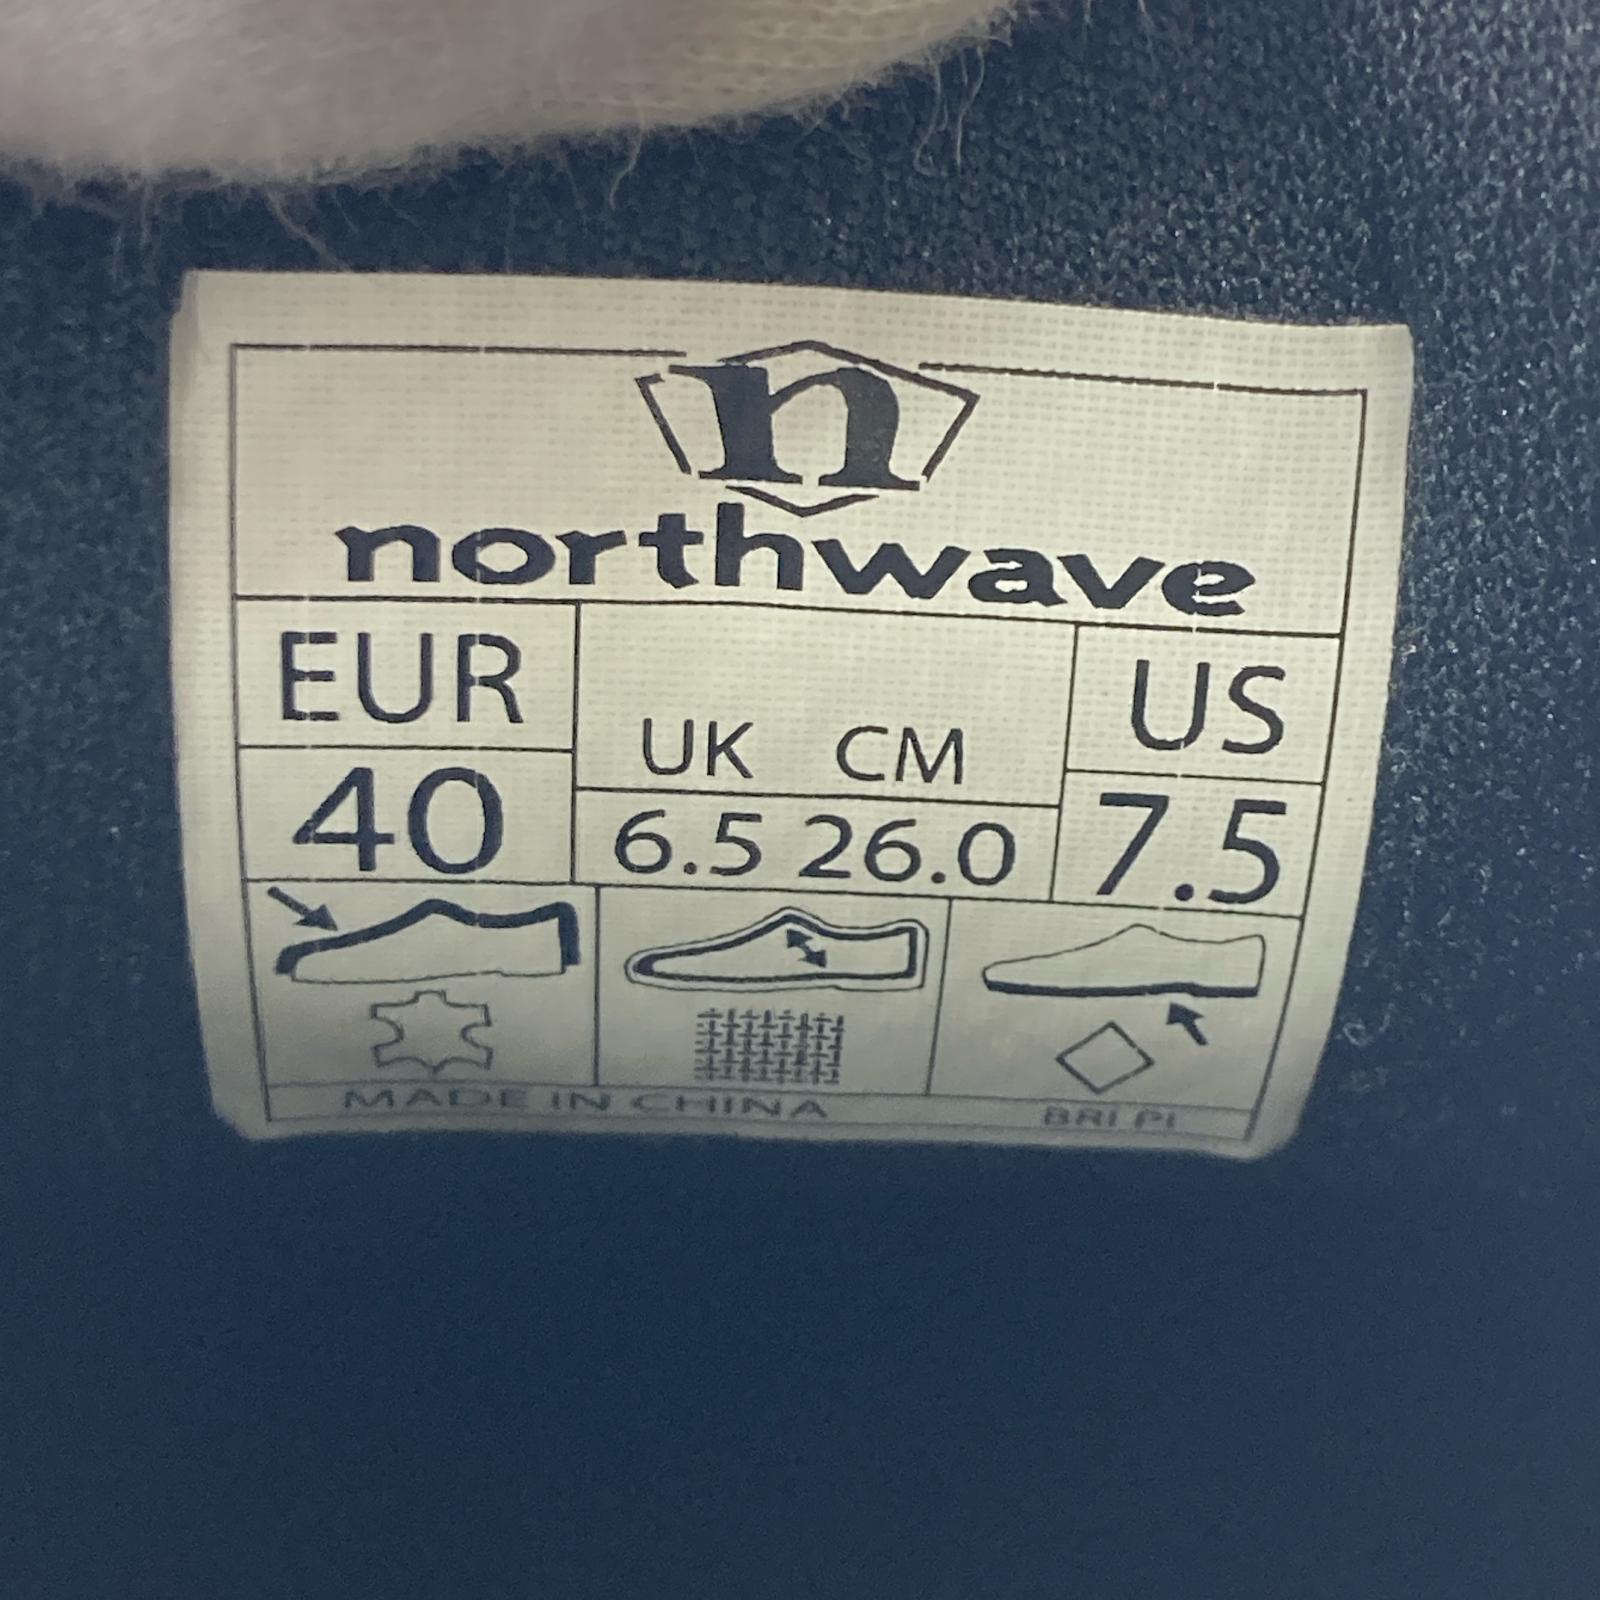 n
northwave
EUR
US
UK CM
40
6.5 26.0
7.5
MADE IN CHINA
BRI PI